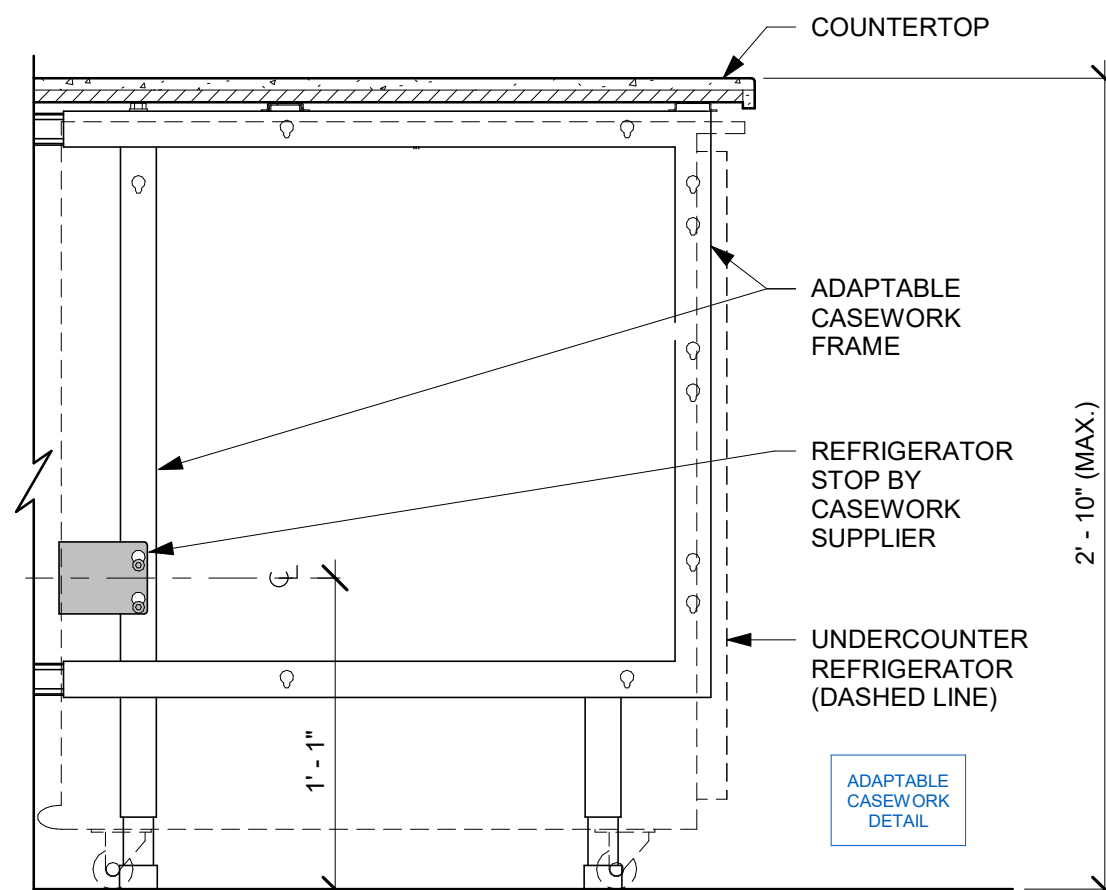 COUNTERTOP
ADAPTABLE
CASEWORK
FRAME
2' - 10" (MAX.)
REFRIGERATOR
STOP BY
CASEWORK
SUPPLIER
UNDERCOUNTER
REFRIGERATOR
(DASHED LINE)
1' - 1"
ADAPTABLE
CASEWORK
DETAIL